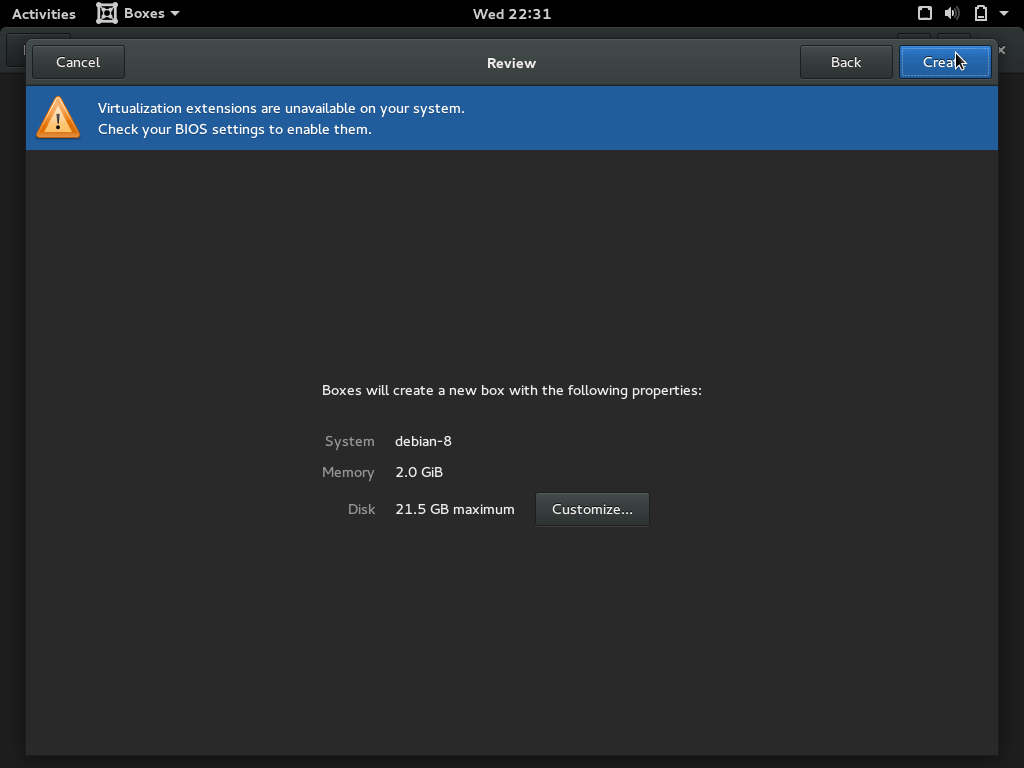 Activities
Boxes
Wed 22:31
Cancel
Review
Back
Create
Virtualization extensions are unavailable on your system.
Check your BIOS settings to enable them.
Boxes will create a new box with the following properties:
System debian-8
Memory 2.0 GiB
Disk 21.5 GB maximum Customize...